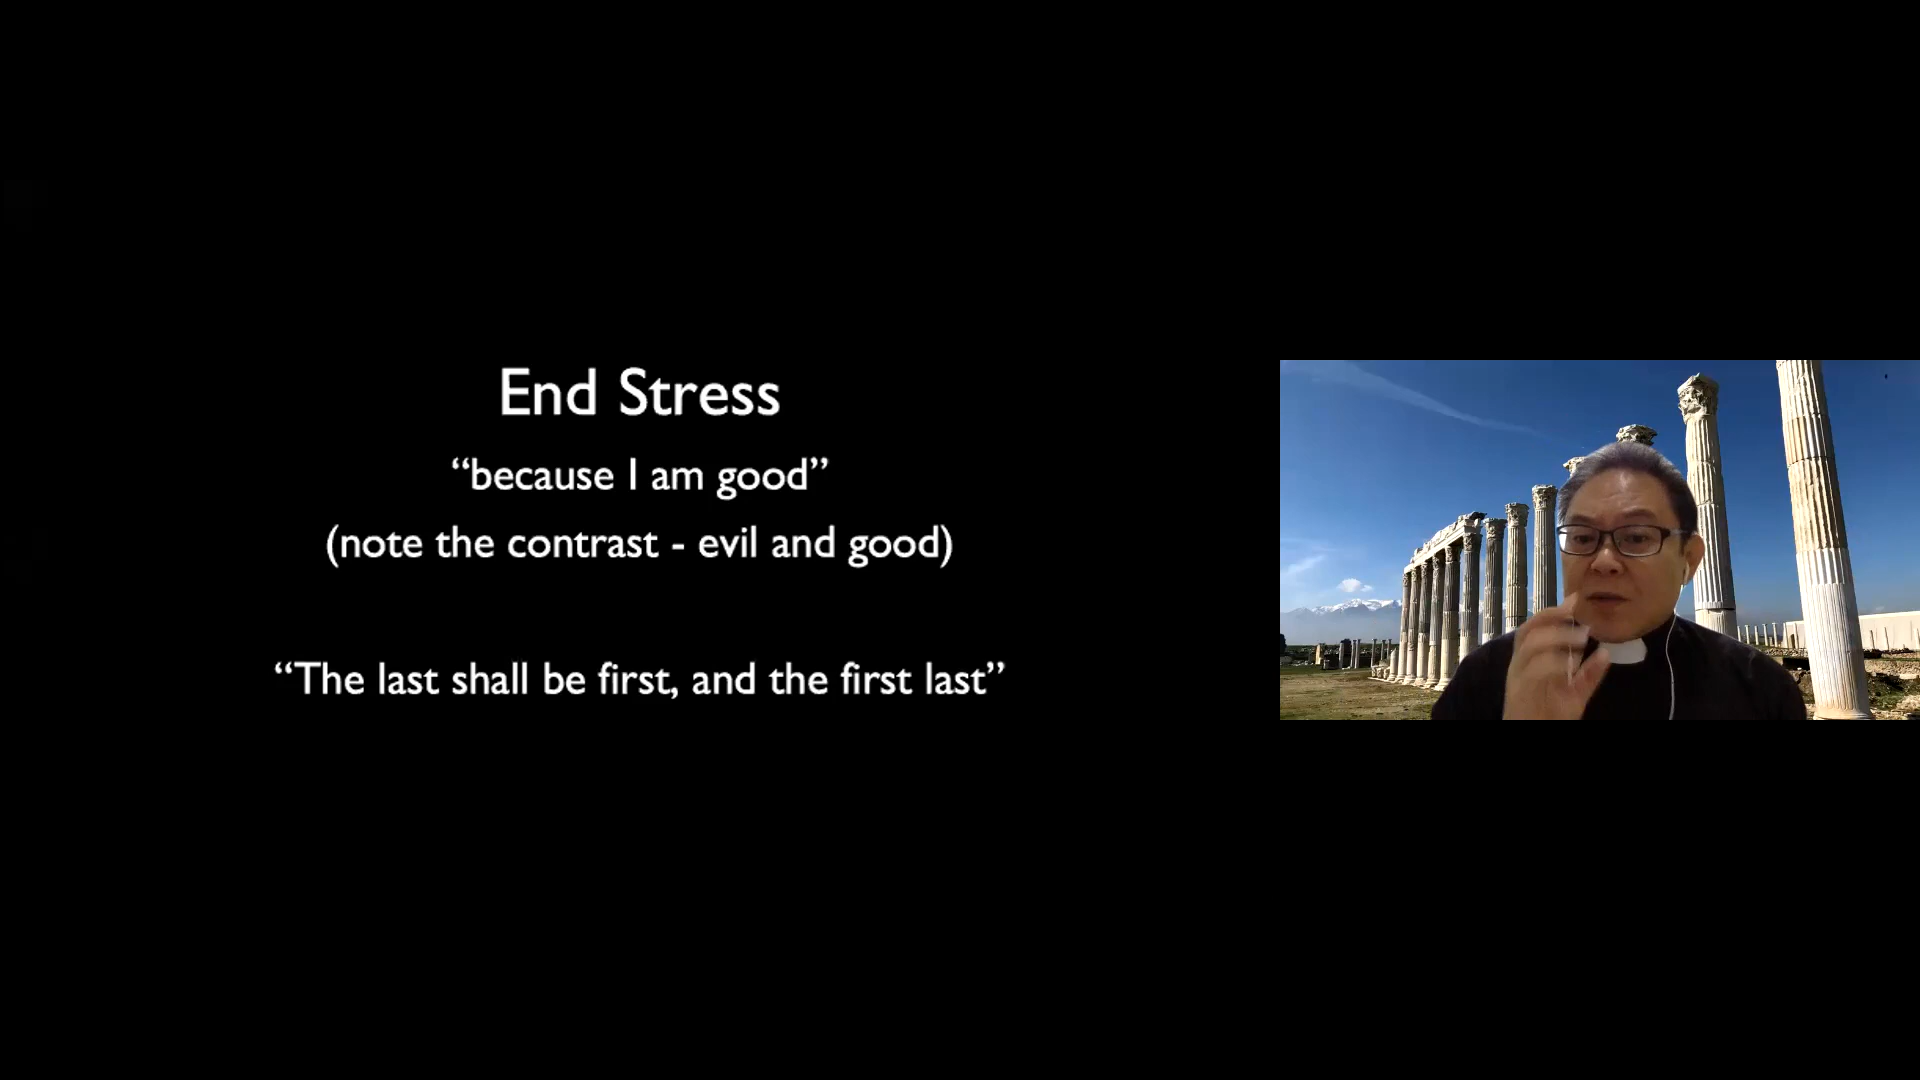 End Stress
“because I am good”
(note the contrast - evil and good)
“The last shall be first, and the first last”